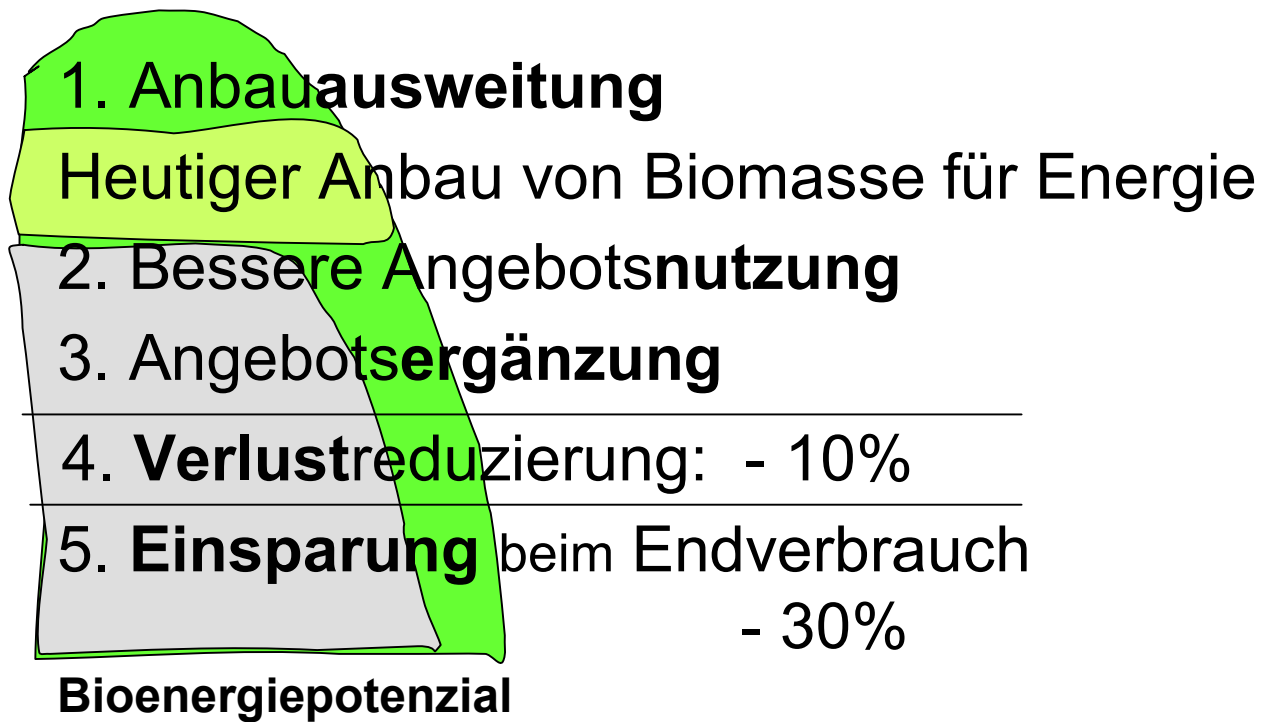 1. Anbauausweitung
Heutiger Anbau von Biomasse für Energie
2. Bessere Angebotsnutzung
3. Angebotsergänzung
4. Verlustreduzierung: - 10%
5. Einsparung beim Endverbrauch
- 30%
Bioenergiepotenzial